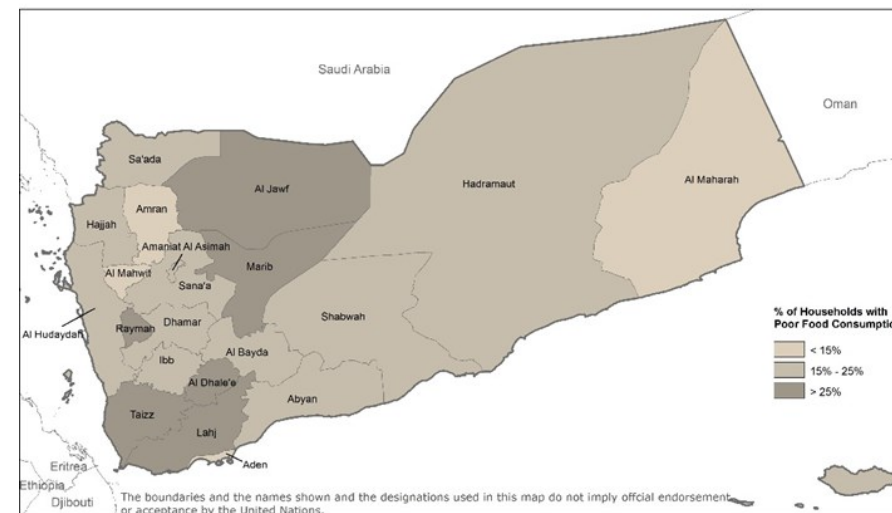 Saudi Arabia
Oman
Sa'ada
Al Jawf
Hadramaut
Al Maharah
Amran
Hajjah
Amaniat Al Asimah
Marib
Al Mahwit
Sana'a
Shabwah
Al Hudaydah
Raymah
Dhamar
Ibb
Al Bayda
Al Dhale'e
Abyan
Taizz
Lahj
Aden
Eritrea
Ethiopia
Djibouti
% of Households with
Poor Food Consumptio
< 15%
15% - 25%
> 25%
The boundaries and the names shown and the designations used in this map do not imply offcial endorsement
or acceptance by the United Nations.